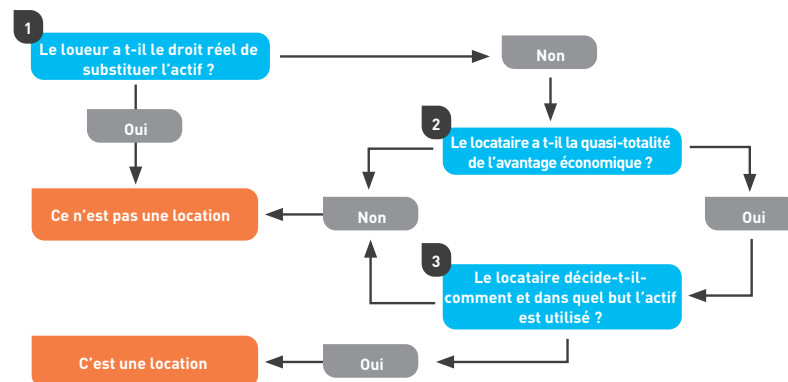 1
Le loueur a t-il le droit réel de
substituer l'actif ?
Non
Oui
2
Le locataire a t-il la quasi-totalité
de l'avantage économique ?
Ce n'est pas une location
Non
Oui
3
Le locataire décide-t-il-
comment et dans quel but l'actif
est utilisé ?
C'est une location
Oui